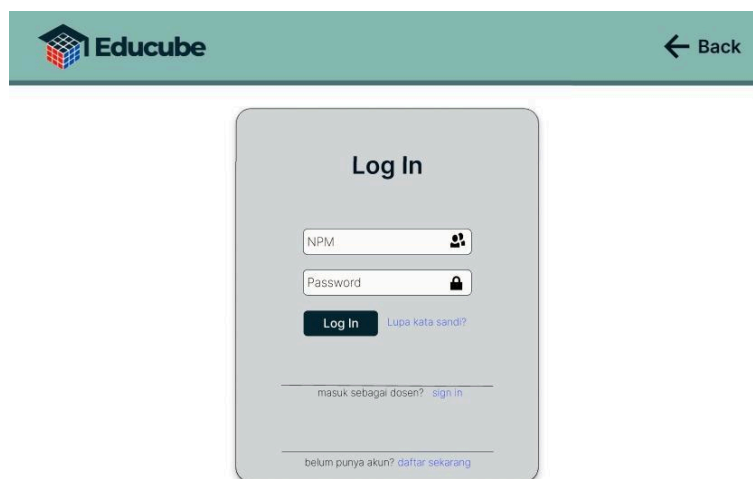 Educube
Back
Log In
NPM
Password
Log In Lupa kata sandi?
masuk sebagai dosen? sign in
belum punya akun? daftar sekarang